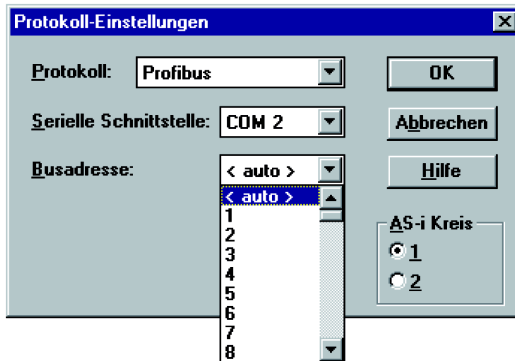 Protokoll-Einstellungen
Protokoll: Profibus
OK
Serielle Schnittstelle: COM 2
Abbrechen
Busadresse: < auto >
Hilfe
< auto >
1
2
3
4
5
6
7
8
AS-i Kreis
1
2